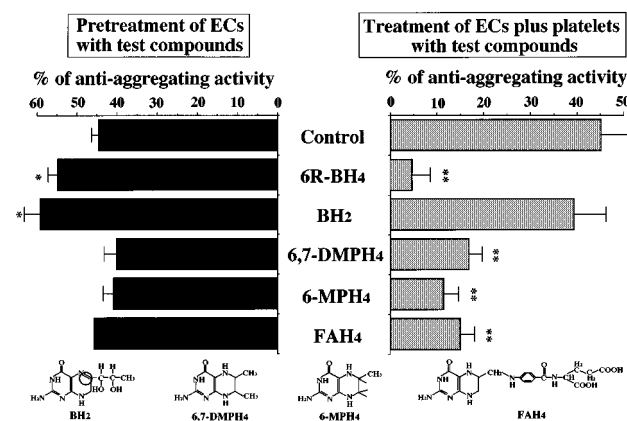 Pretreatment of ECs
with test compounds
Treatment of ECs plus platelets
with test compounds
% of anti-aggregating activity
% of anti-aggregating activity
60 50 40 30 20 10 0
0 10 20 30 40 50
Control
* 6R-BH4 **
* BH2
6,7-DMPH4 **
6-MPH4 **
FAH4 **
BH2
6,7-DMPH4
6-MPH4
FAH4